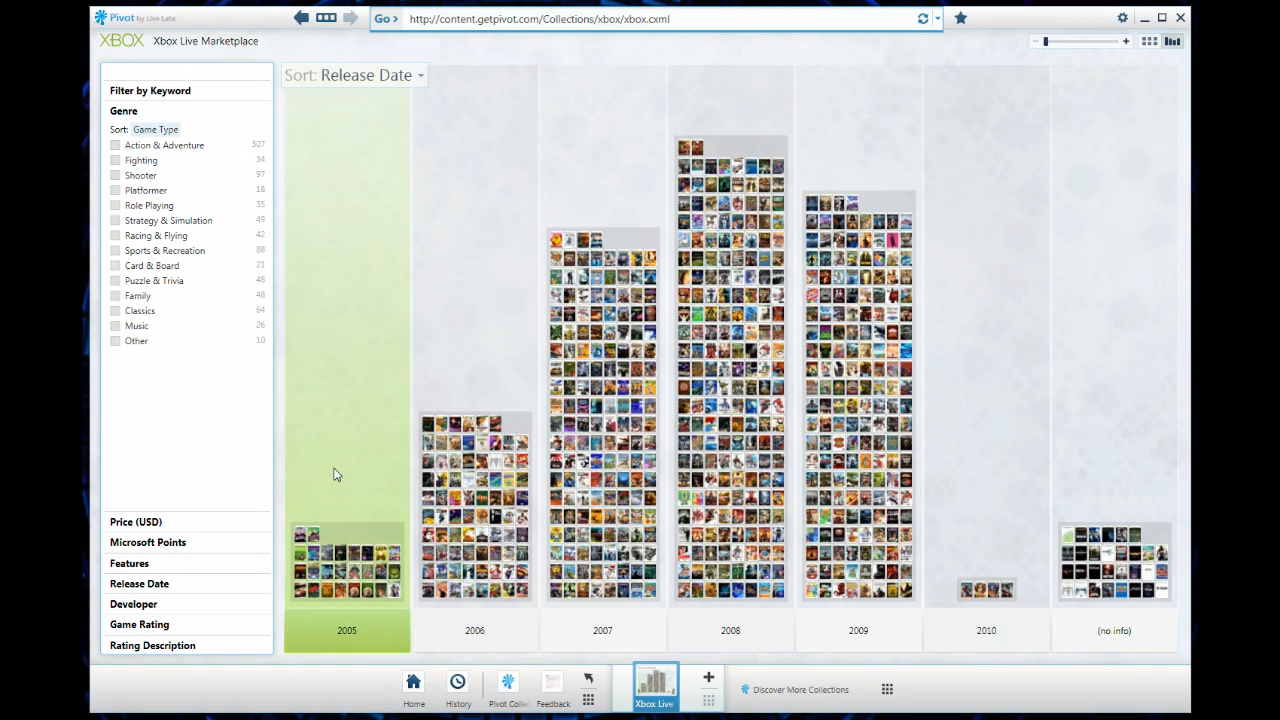 Pivot by Live Labs
Go > http://content.getpivot.com/Collections/xbox/xbox.cxml
XBOX Xbox Live Marketplace
Sort: Release Date
Filter by Keyword
Genre
Sort: Game Type
Action & Adventure 307
Fighting 34
Shooter 97
Platformer 18
Role Playing 35
Strategy & Simulation 49
Racing & Flying 42
Sports & Recreation 88
Card & Board 21
Puzzle & Trivia 48
Family 48
Classics 64
Music 26
Other 10
Price (USD)
Microsoft Points
Features
Release Date
Developer
Game Rating
Rating Description
2005 2006 2007 2008 2009 2010 (no info)
Home History Pivot Colle Feedback Xbox Live Discover More Collections